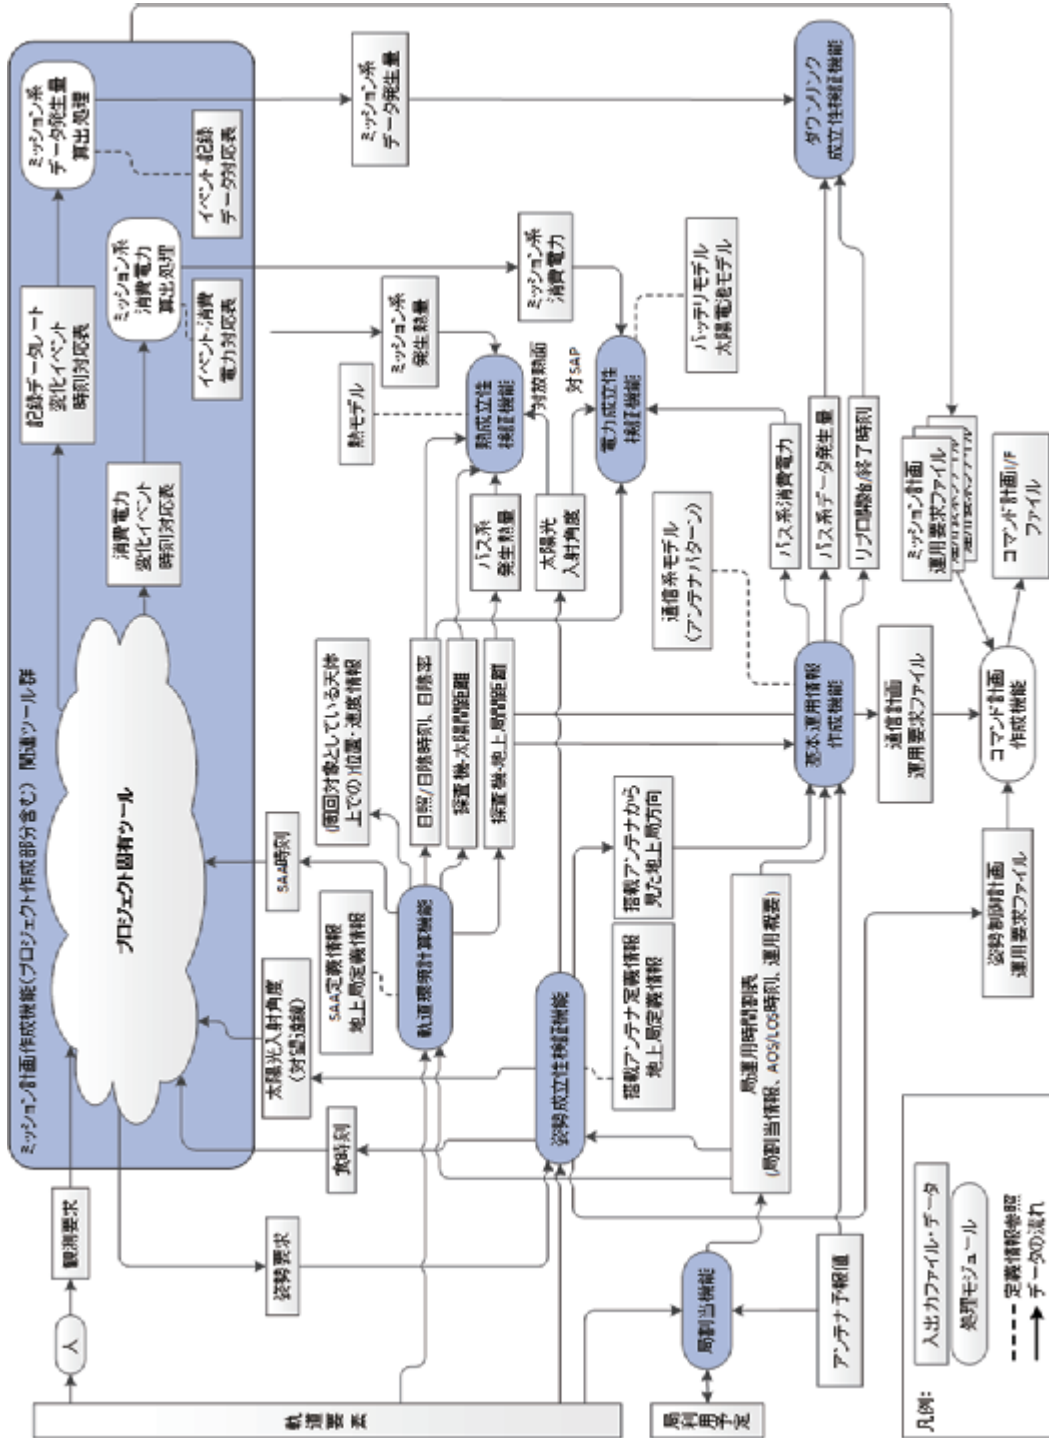 ミッション計画作成機能(プロジェクト作成部分含む) 関連ツール群
プロジェクト固有ツール
記録データレート
変化イベント
時刻対応表
ミッション系
データ発生量
算出処理
イベント・記録
データ対応表
消費電力
変化イベント
時刻対応表
ミッション系
消費電力
算出処理
イベント・消費
電力対応表
人
観測要求
姿勢要求
食時刻
太陽光入射角度
(対望遠鏡)
SAA時刻
SAA定義情報
地上局定義情報
(周回対象としている天体
上での)位置・速度情報
軌道環境計算機能
日照/日陰時刻、日陰率
探査機-太陽間距離
探査機-地上局間距離
熱モデル
ミッション系
発生熱量
ミッション系
データ発生量
熱成立性
検証機能
バス系
発生熱量
対放熱面
太陽光
入射角度
対SAP
ミッション系
消費電力
電力成立性
検証機能
バッテリモデル
太陽電池モデル
軌道要素
姿勢成立性検証機能
搭載アンテナ定義情報
地上局定義情報
搭載アンテナから
見た地上局方向
通信系モデル
(アンテナパターン)
局利用予定
局割当機能
局運用時間割表
(局割当情報、AOS/LOS時刻、運用概要)
アンテナ予報値
基本運用情報
作成機能
バス系消費電力
バス系データ発生量
リプロ開始/終了時刻
ダウンリンク
成立性検証機能
通信計画
運用要求ファイル
ミッション計画
運用要求ファイル
姿勢制御計画
運用要求ファイル
コマンド計画
作成機能
コマンド計画I/F
ファイル
凡例:
入出力ファイル・データ
処理モジュール
定義情報参照
データの流れ